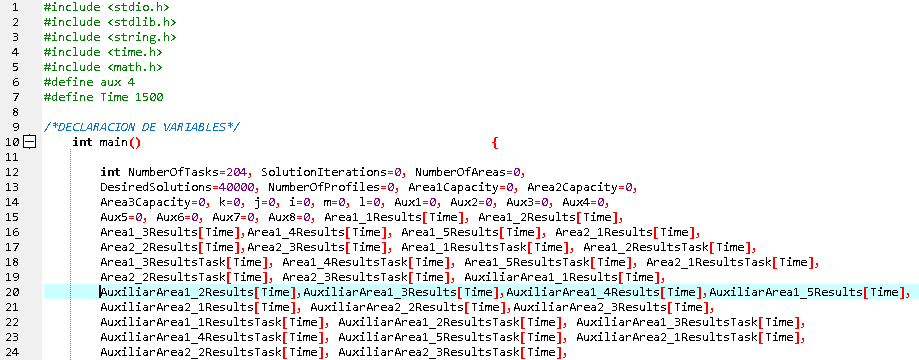 1 #include <stdio.h>
2 #include <stdlib.h>
3 #include <string.h>
4 #include <time.h>
5 #include <math.h>
6 #define aux 4
7 #define Time 1500
8
9 /*DECLARACION DE VARIABLES*/
10 int main() {
11
12 int NumberOfTasks=204, SolutionIterations=0, NumberOfAreas=0,
13 DesiredSolutions=40000, NumberOfProfiles=0, Area1Capacity=0, Area2Capacity=0,
14 Area3Capacity=0, k=0, j=0, i=0, m=0, l=0, Aux1=0, Aux2=0, Aux3=0, Aux4=0,
15 Aux5=0, Aux6=0, Aux7=0, Aux8=0, Area1_1Results[Time], Area1_2Results[Time],
16 Area1_3Results[Time],Area1_4Results[Time], Area1_5Results[Time], Area2_1Results[Time],
17 Area2_2Results[Time],Area2_3Results[Time], Area1_1ResultsTask[Time], Area1_2ResultsTask[Time],
18 Area1_3ResultsTask[Time], Area1_4ResultsTask[Time], Area1_5ResultsTask[Time], Area2_1ResultsTask[Time],
19 Area2_2ResultsTask[Time], Area2_3ResultsTask[Time], AuxiliarArea1_1Results[Time],
20 AuxiliarArea1_2Results[Time],AuxiliarArea1_3Results[Time],AuxiliarArea1_4Results[Time],AuxiliarArea1_5Results[Time],
21 AuxiliarArea2_1Results[Time], AuxiliarArea2_2Results[Time],AuxiliarArea2_3Results[Time],
22 AuxiliarArea1_1ResultsTask[Time], AuxiliarArea1_2ResultsTask[Time], AuxiliarArea1_3ResultsTask[Time],
23 AuxiliarArea1_4ResultsTask[Time], AuxiliarArea1_5ResultsTask[Time], AuxiliarArea2_1ResultsTask[Time],
24 AuxiliarArea2_2ResultsTask[Time], AuxiliarArea2_3ResultsTask[Time],